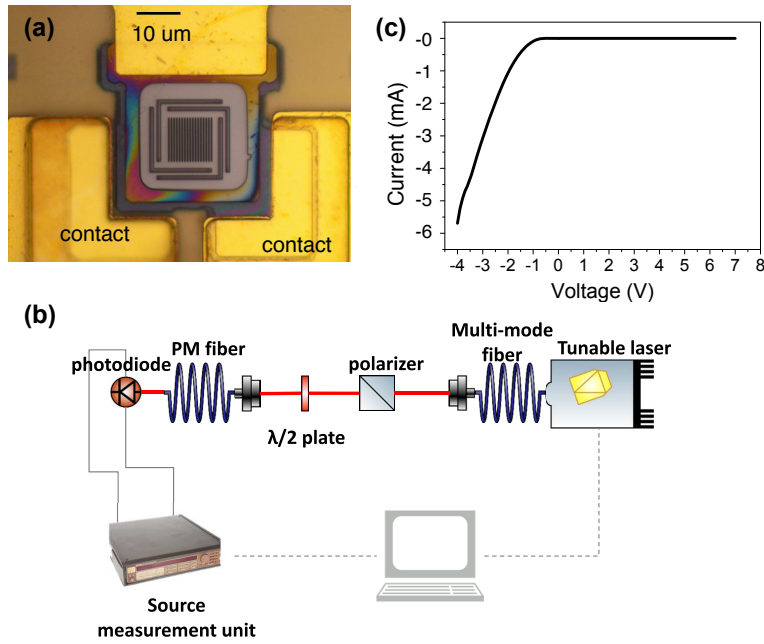 (a)
10 um
contact
contact
(c)
-0
-1
-2
-3
-4
-5
-6
Current (mA)
-4 -3 -2 -1 0 1 2 3 4 5 6 7 8
Voltage (V)
(b)
photodiode
PM fiber
λ/2 plate
polarizer
Multi-mode
fiber
Tunable laser
Source
measurement unit